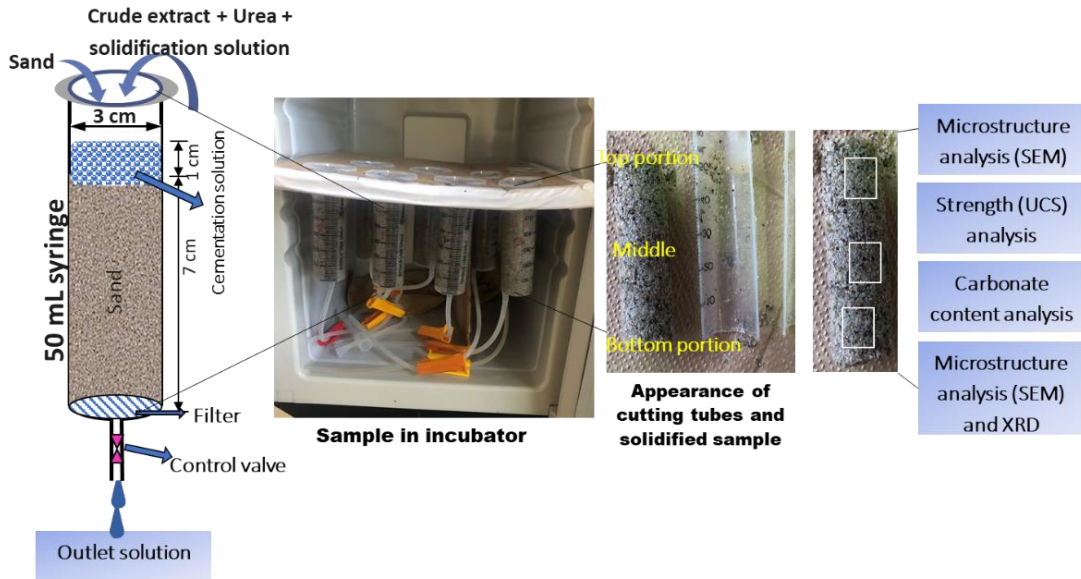 Crude extract + Urea +
solidification solution
Sand
3 cm
1 cm
Cementation solution
7 cm
50 mL syringe
Sand
Filter
Control valve
Outlet solution
Sample in incubator
Top portion
Middle
Bottom portion
Appearance of
cutting tubes and
solidified sample
Microstructure
analysis (SEM)
Strength (UCS)
analysis
Carbonate
content analysis
Microstructure
analysis (SEM)
and XRD